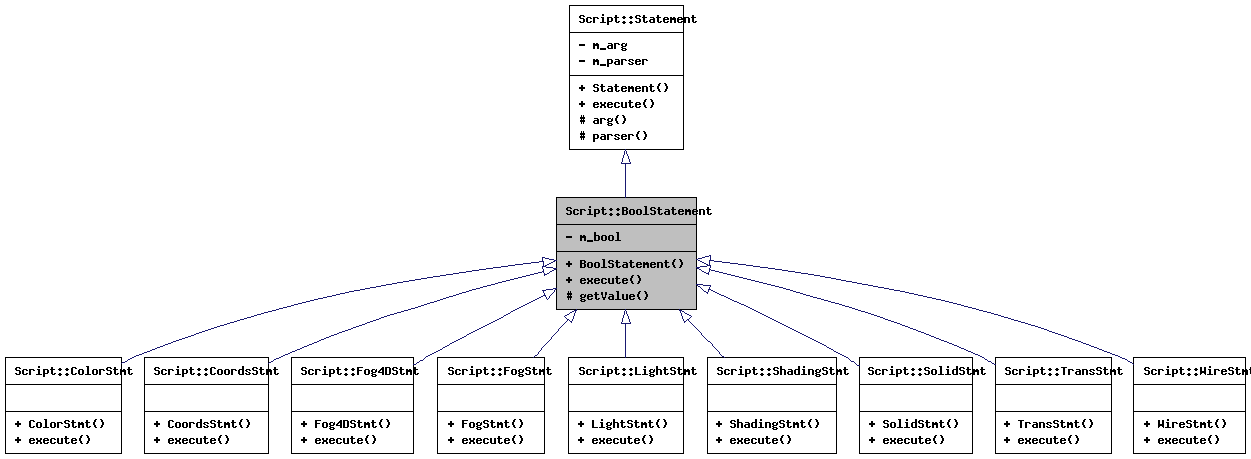 Script::Statement
- m_arg
- m_parser
+ Statement()
+ execute()
# arg()
# parser()
Script::BoolStatement
- m_bool
+ BoolStatement()
+ execute()
# getValue()
Script::ColorStmt
+ ColorStmt()
+ execute()
Script::CoordsStmt
+ CoordsStmt()
+ execute()
Script::Fog4DStmt
+ Fog4DStmt()
+ execute()
Script::FogStmt
+ FogStmt()
+ execute()
Script::LightStmt
+ LightStmt()
+ execute()
Script::ShadingStmt
+ ShadingStmt()
+ execute()
Script::SolidStmt
+ SolidStmt()
+ execute()
Script::TransStmt
+ TransStmt()
+ execute()
Script::WireStmt
+ WireStmt()
+ execute()